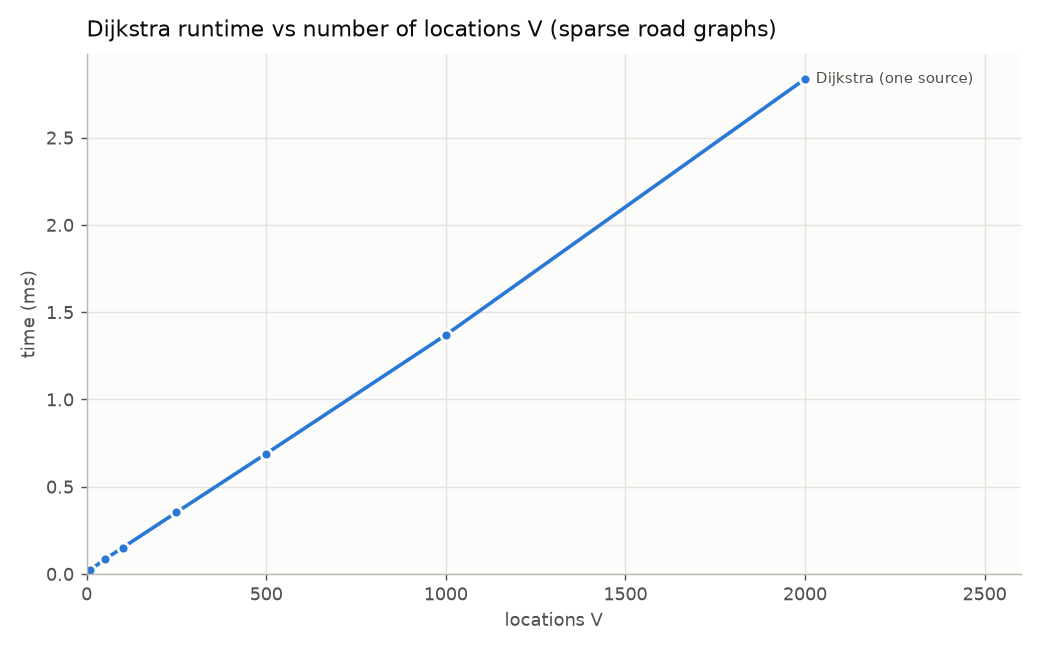 Dijkstra runtime vs number of locations V (sparse road graphs)
Dijkstra (one source)
2.5
2.0
1.5
1.0
0.5
0.0
time (ms)
0 500 1000 1500 2000 2500
locations V